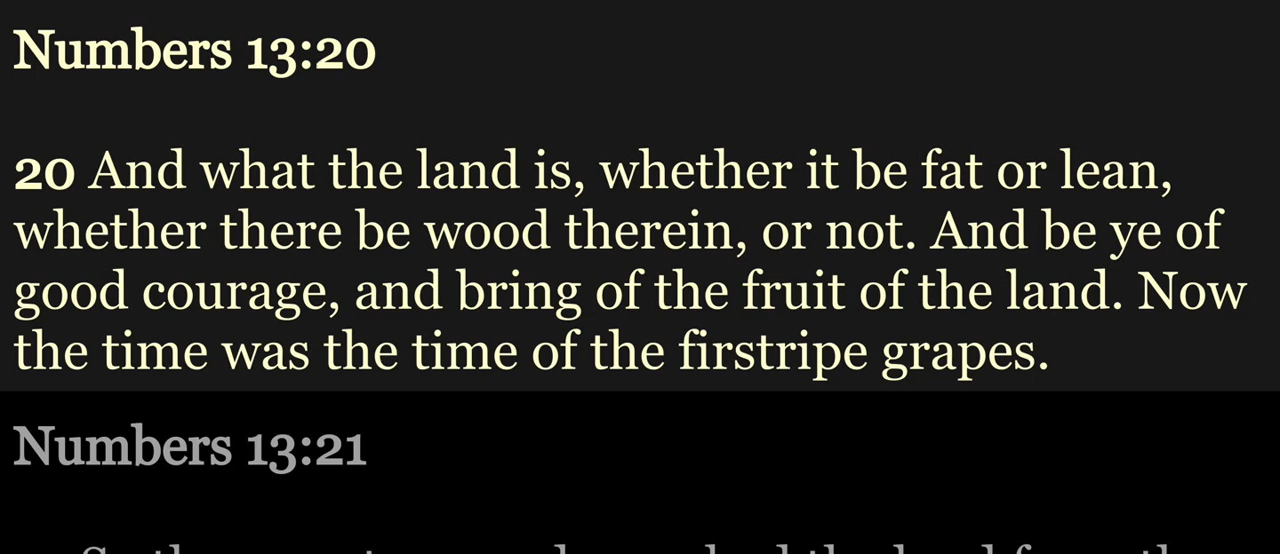 Numbers 13:20
20 And what the land is, whether it be fat or lean,
whether there be wood therein, or not. And be ye of
good courage, and bring of the fruit of the land. Now
the time was the time of the firstripe grapes.
Numbers 13:21